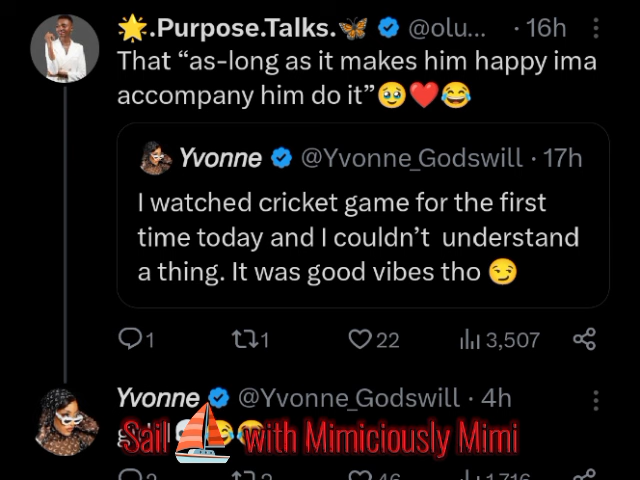 🌟.Purpose.Talks.🦋 @olu... · 16h
That “as-long as it makes him happy ima
accompany him do it”🥹❤️😂
Yvonne @Yvonne_Godswill · 17h
I watched cricket game for the first
time today and I couldn’t understand
a thing. It was good vibes tho 😏
1 1 22 3,507
Yvonne @Yvonne_Godswill · 4h
Sail ⛵ with Mimiciously Mimi